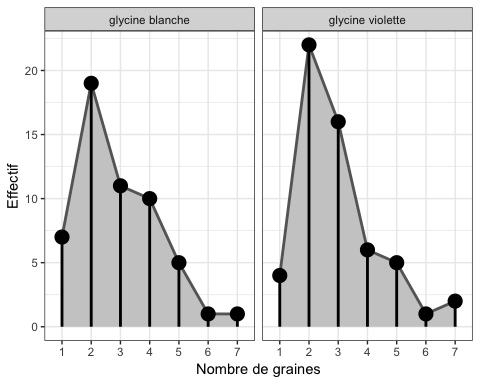 glycine blanche
glycine violette
Effectif
20
15
10
5
0
1 2 3 4 5 6 7
1 2 3 4 5 6 7
Nombre de graines